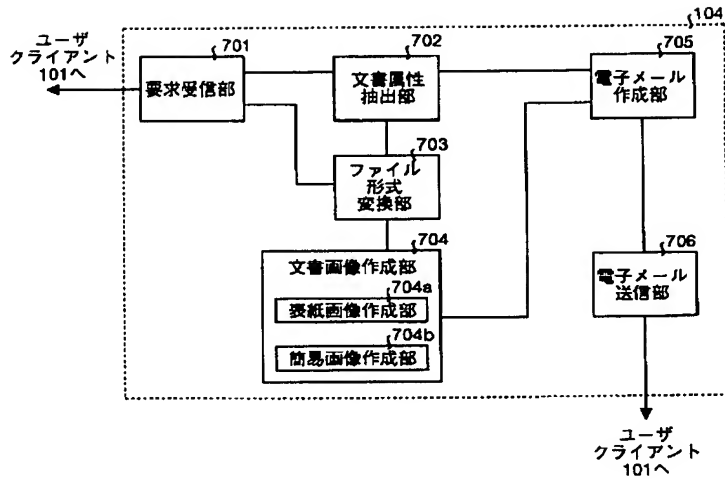 104
ユーザ
クライアント
101へ
701
要求受信部
702
文書属性
抽出部
705
電子メール
作成部
703
ファイル
形式
変換部
704
文書画像作成部
704a
表紙画像作成部
704b
簡易画像作成部
706
電子メール
送信部
ユーザ
クライアント
101へ